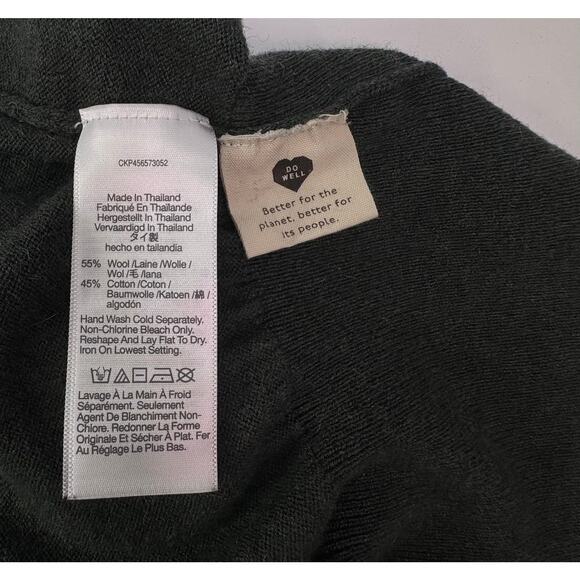 CKP456573052
Made In Thailand
Fabriqué En Thaïlande
Hergestellt In Thailand
Vervaardigd In Thailand
タイ製
hecho en tailandia
55% Wool /Laine /Wolle /
Wol /毛 /lana
45% Cotton /Coton /
Baumwolle /Katoen /綿 /
algodón
Hand Wash Cold Separately.
Non-Chlorine Bleach Only.
Reshape And Lay Flat To Dry.
Iron On Lowest Setting.
Lavage À La Main À Froid
Séparément. Seulement
Agent De Blanchiment Non-
Chlore. Redonner La Forme
Originale Et Sécher À Plat. Fer
Au Réglage Le Plus Bas.
DO
WELL
Better for the
planet, better for
its people.